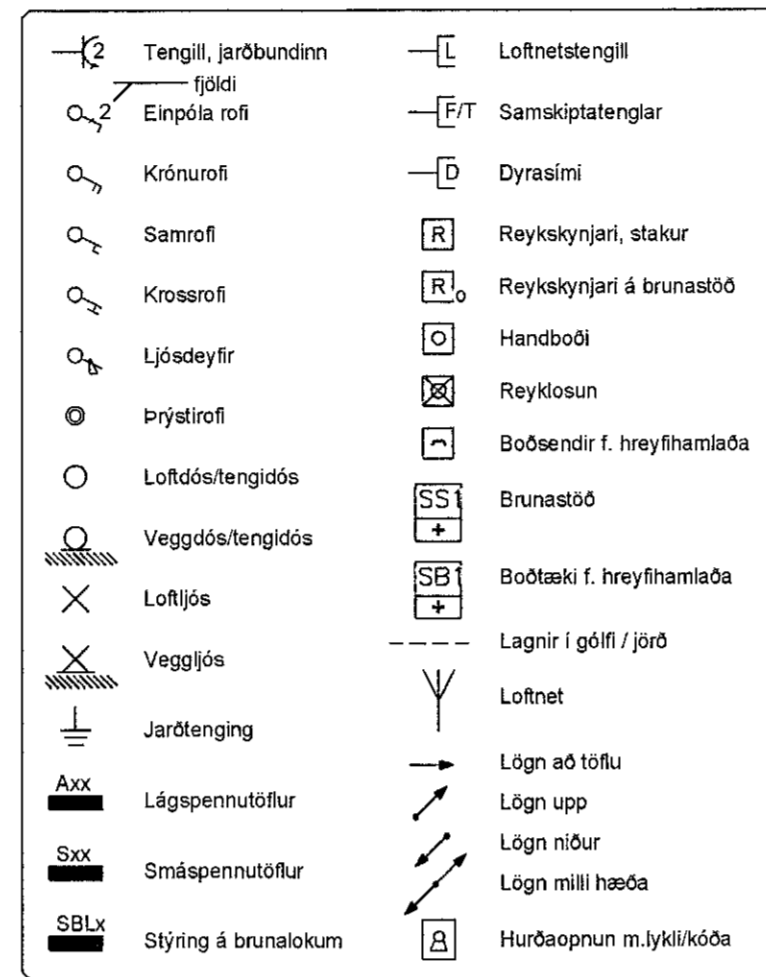 2 Tengill, jarðbundinn
fjöldi
2 Einpóla rofi
Krónurofi
Samrofi
Krossrofi
Ljósdeyfir
Þrýstirofi
Loftdós/tengidós
Veggdós/tengidós
Loftljós
Veggljós
Jarðtenging
Axx
Lágspennutöflur
Sxx
Smáspennutöflur
SBLx
Stýring á brunalokum
L Loftnetstengill
F/T Samskiptatenglar
D Dyrasími
R Reykskynjari, stakur
R o Reykskynjari á brunastöð
Handboði
Reyklosun
Boðsendir f. hreyfihamlaða
SS1 Brunastöð
+
SB1 Boðtæki f. hreyfihamlaða
+
Lagnir í gólfi / jörð
Loftnet
Lögn að töflu
Lögn upp
Lögn niður
Lögn milli hæða
Hurðaopnun m.lykli/kóða